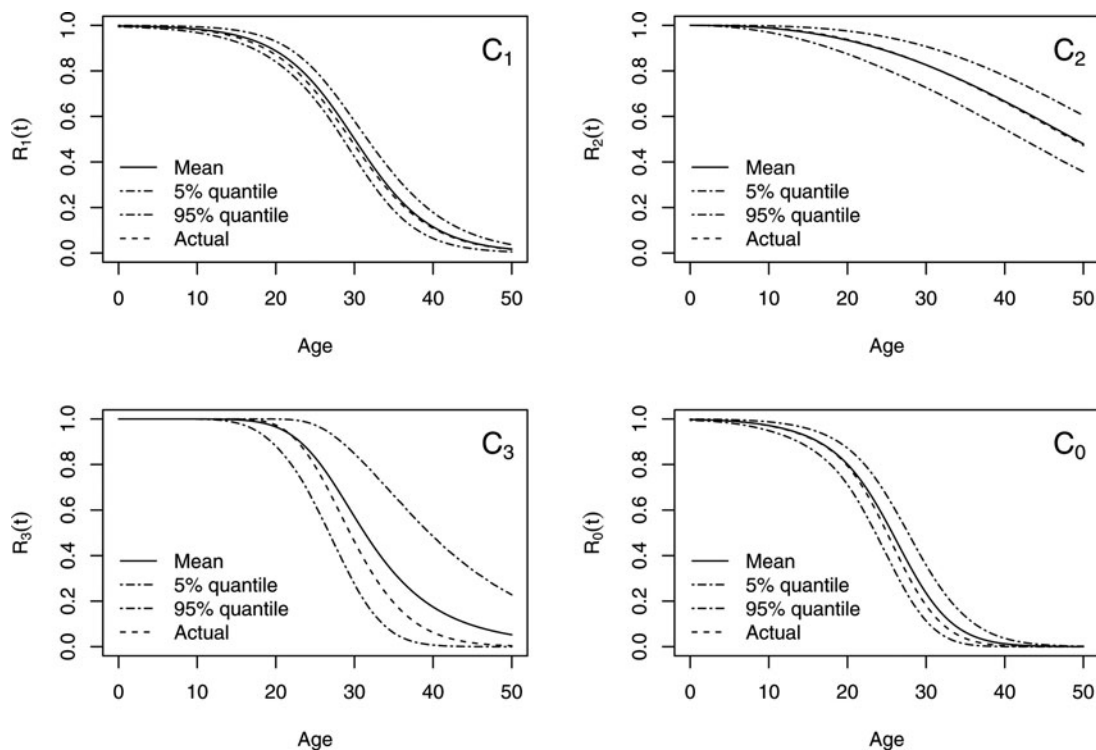 C1
R1(t)
1.0
0.8
0.6
0.4
0.2
0.0
Mean
5% quantile
95% quantile
Actual
0 10 20 30 40 50
Age
C2
R2(t)
1.0
0.8
0.6
0.4
0.2
0.0
Mean
5% quantile
95% quantile
Actual
0 10 20 30 40 50
Age
C3
R3(t)
1.0
0.8
0.6
0.4
0.2
0.0
Mean
5% quantile
95% quantile
Actual
0 10 20 30 40 50
Age
C0
R0(t)
1.0
0.8
0.6
0.4
0.2
0.0
Mean
5% quantile
95% quantile
Actual
0 10 20 30 40 50
Age